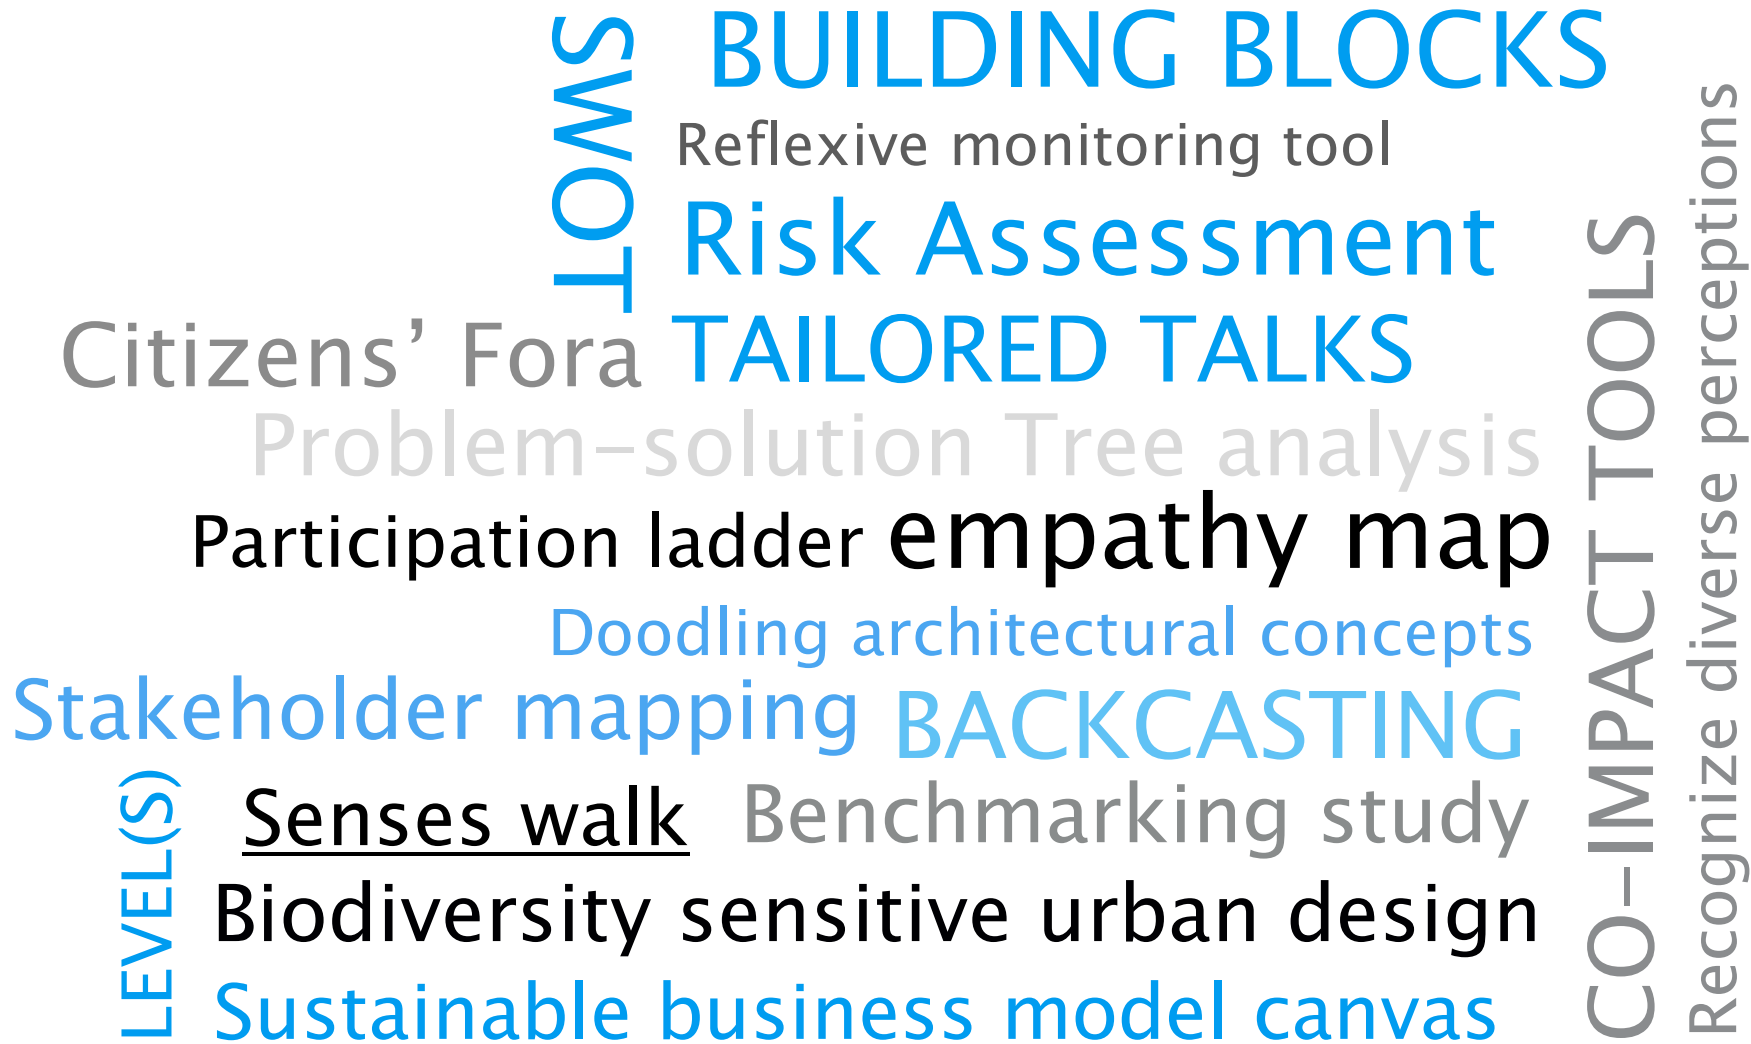 SWOT
BUILDING BLOCKS
Reflexive monitoring tool
Risk Assessment
Citizens’ Fora
TAILORED TALKS
Problem-solution Tree analysis
Participation ladder
empathy map
Doodling architectural concepts
Stakeholder mapping
BACKCASTING
LEVEL(S)
Senses walk
Benchmarking study
Biodiversity sensitive urban design
Sustainable business model canvas
CO-IMPACT TOOLS
Recognize diverse perceptions